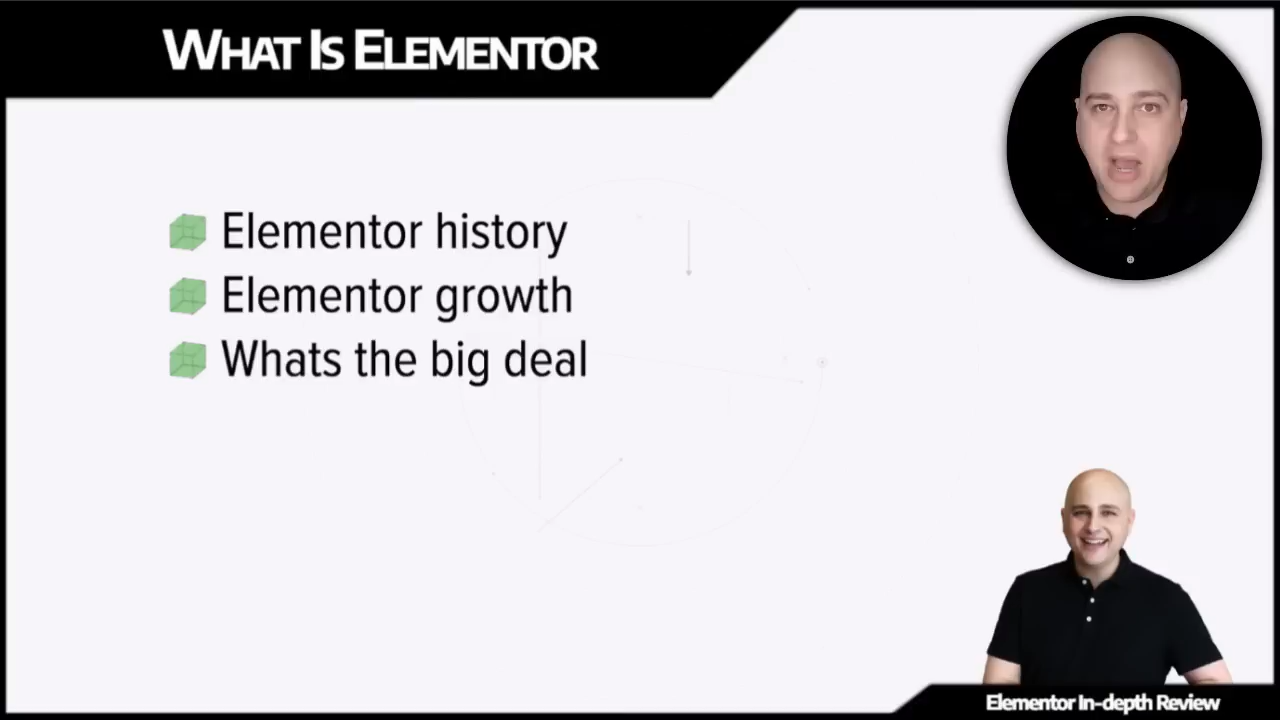 What Is Elementor
Elementor history
Elementor growth
Whats the big deal
Elementor In-depth Review